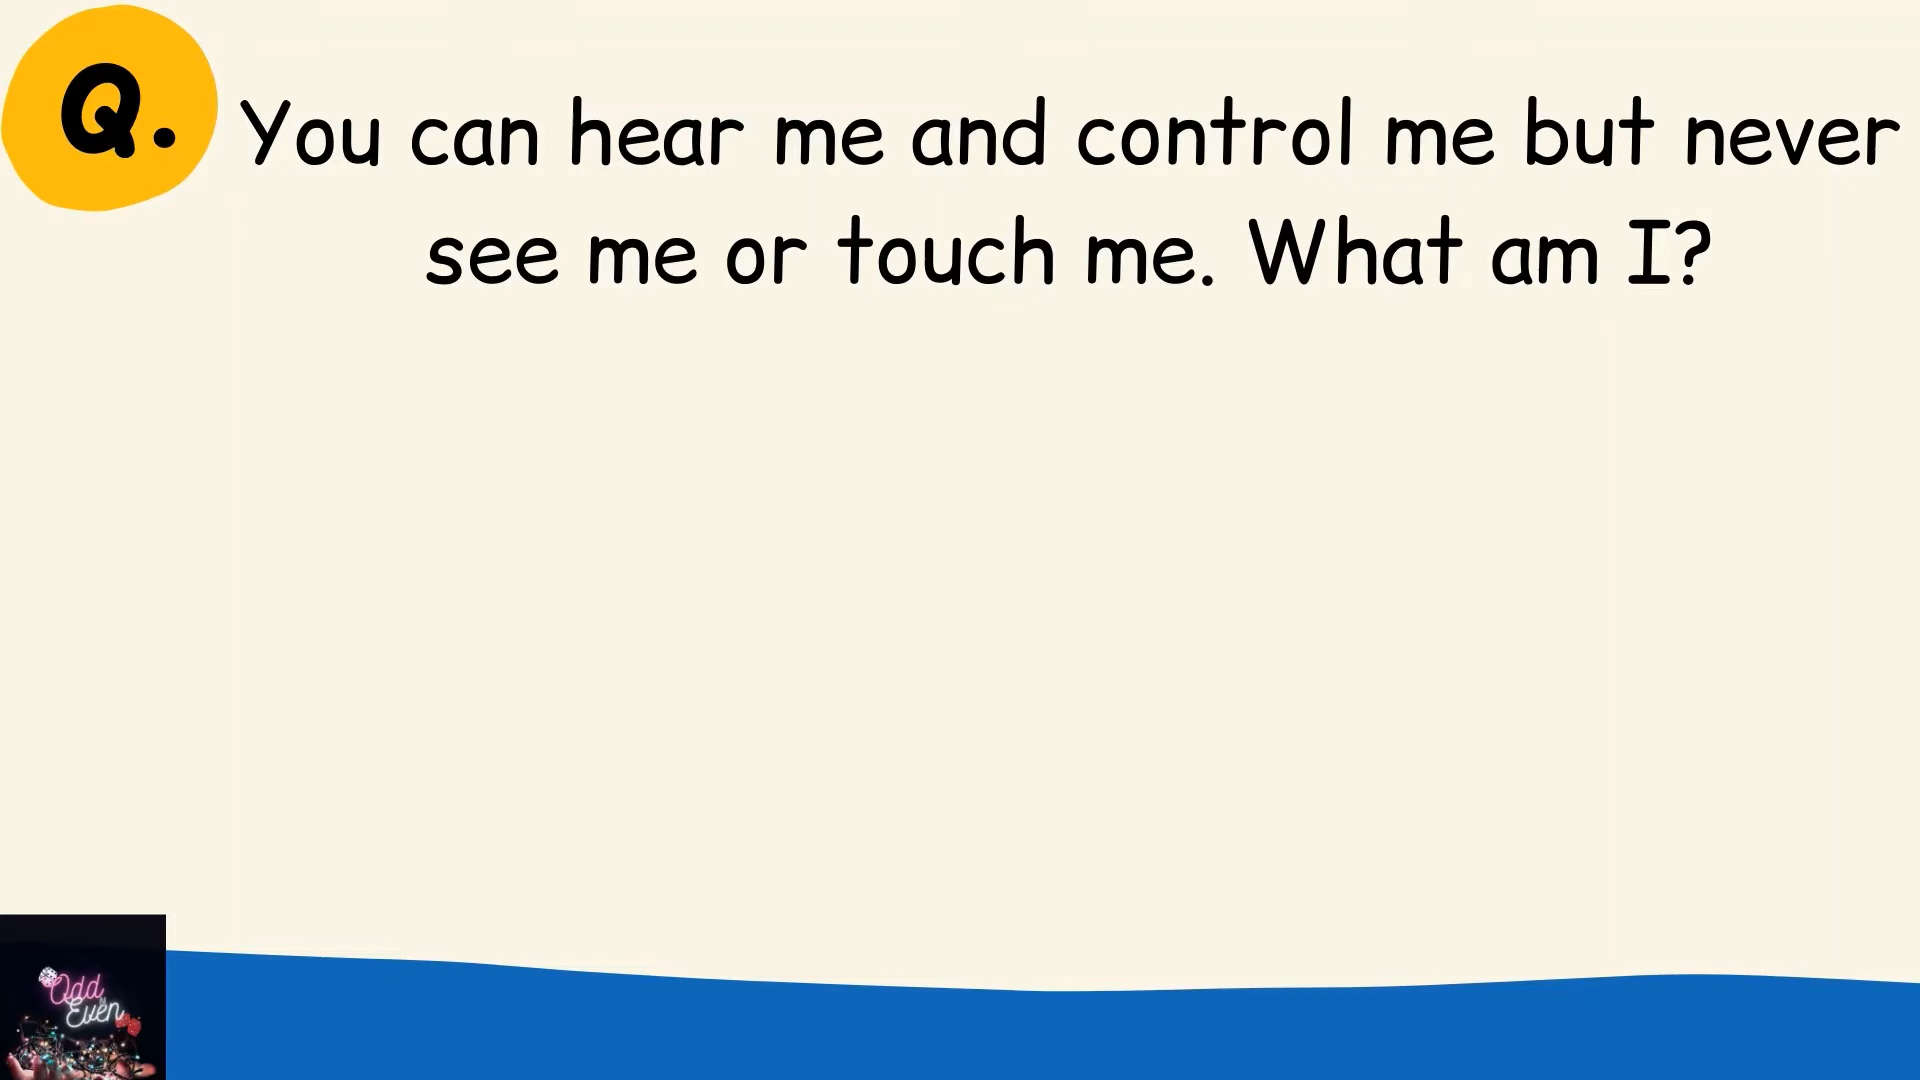 Q.
You can hear me and control me but never
see me or touch me. What am I?
Odd
N
Even